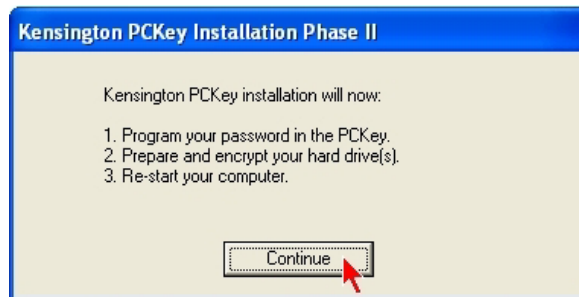 Kensington PCKey Installation Phase II
Kensington PCKey installation will now:
1. Program your password in the PCKey.
2. Prepare and encrypt your hard drive(s).
3. Re-start your computer.
Continue